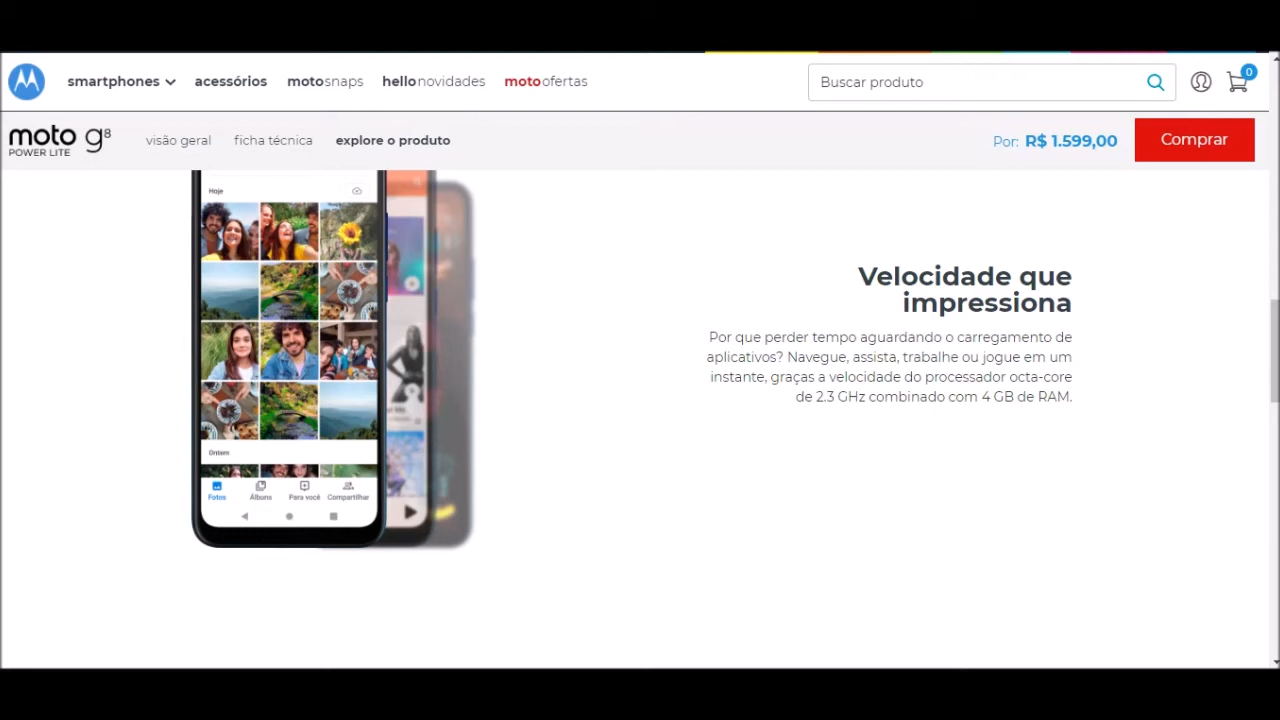 smartphones
acessórios
motosnaps
hellonovidades
motoofertas
Buscar produto
0
moto g8
POWER LITE
visão geral
ficha técnica
explore o produto
Por: R$ 1.599,00
Comprar
Hoje
Ontem
Fotos
Álbuns
Para você
Compartilhar
Velocidade que
impressiona
Por que perder tempo aguardando o carregamento de
aplicativos? Navegue, assista, trabalhe ou jogue em um
instante, graças a velocidade do processador octa-core
de 2.3 GHz combinado com 4 GB de RAM.